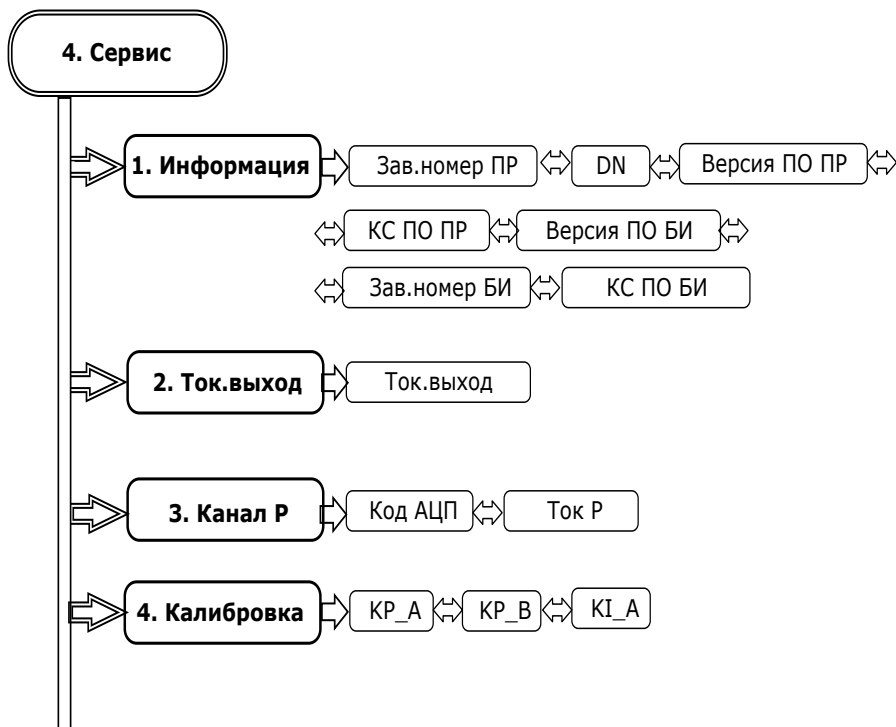 4. Сервис
1. Информация Зав.номер ПР DN Версия ПО ПР
КС ПО ПР Версия ПО БИ
Зав.номер БИ КС ПО БИ
2. Ток.выход Ток.выход
3. Канал Р Код АЦП Ток Р
4. Калибровка KP_A KP_B KI_A